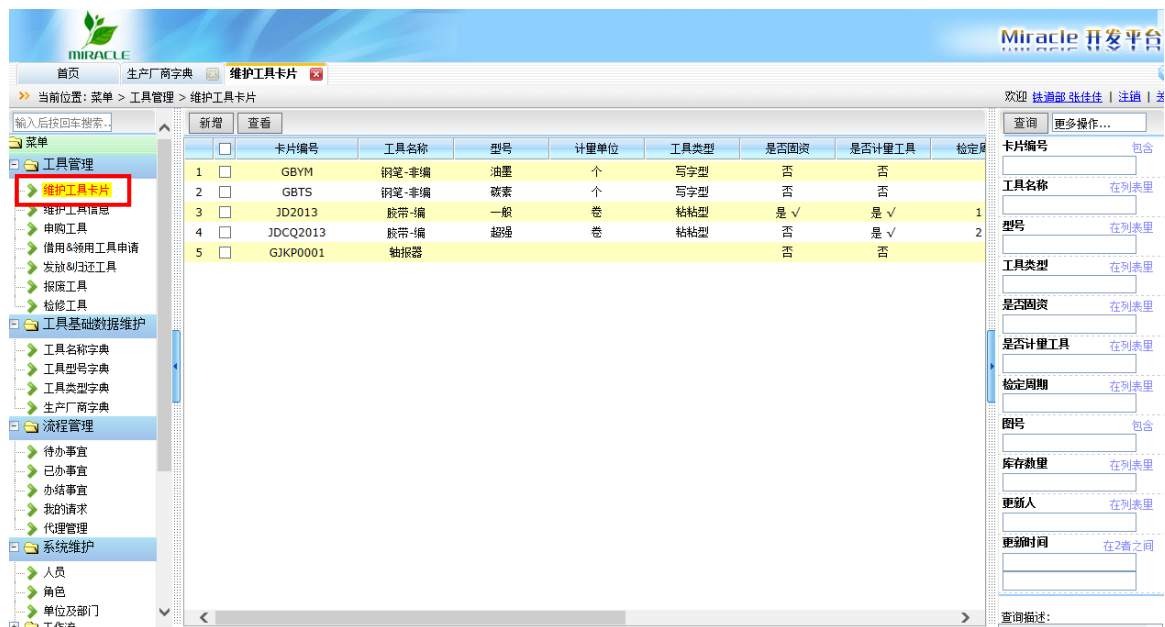 MIRACLE
Miracle 开发平台
首页 生产厂商字典 维护工具卡片
当前位置: 菜单 > 工具管理 > 维护工具卡片
欢迎 铁道部 张佳佳 | 注销 |
输入后按回车搜索..
菜单
工具管理
维护工具卡片
维护工具信息
申购工具
借用&领用工具申请
发放&归还工具
报废工具
检修工具
工具基础数据维护
工具名称字典
工具型号字典
工具类型字典
生产厂商字典
流程管理
待办事宜
已办事宜
办结事宜
我的请求
代理管理
系统维护
人员
角色
单位及部门
工作流
新增 查看
卡片编号 工具名称 型号 计量单位 工具类型 是否固资 是否计量工具 检定周
1 GBYM 钢笔-非编 油墨 个 写字型 否 否
2 GBTS 钢笔-非编 碳素 个 写字型 否 否
3 JD2013 胶带-编 一般 卷 粘粘型 是 √ 是 √ 1
4 JDCQ2013 胶带-编 超强 卷 粘粘型 否 是 √ 2
5 GJKP0001 轴报器 否 否
查询 更多操作...
卡片编号 包含
工具名称 在列表里
型号 在列表里
工具类型 在列表里
是否固资 在列表里
是否计量工具 在列表里
检定周期 在列表里
图号 包含
库存数量 在列表里
更新人 在列表里
更新时间 在2者之间
查询描述: